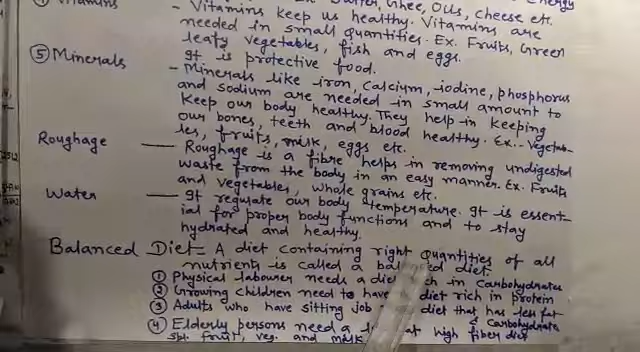 Butter, Ghee, Oils, Cheese etc.
Energy
Vitamins - Vitamins keep us healthy. Vitamins are
needed in small quantities. Ex. Fruits, Green
leafy vegetables, fish and eggs.
It is protective food.
⑤ Minerals - Minerals like iron, calcium, iodine, phosphorus
and sodium are needed in small amount to
keep our body healthy. They help in keeping
our bones, teeth and blood healthy. Ex. - Vegetab-
les, fruits, milk, eggs etc.
Roughage — Roughage is a fibre helps in removing undigested
waste from the body in an easy manner. Ex. Fruits
and vegetables, whole grains etc.
Water — It regulate our body temperature. It is essent-
ial for proper body functions and to stay
hydrated and healthy.
Balanced Diet = A diet containing right quantities of all
nutrients is called a balanced diet.
① Physical labourer needs a diet rich in Carbohydrates
② Growing children need to have diet rich in protein
③ Adults who have sitting job diet that has less fat
& Carbohydrate
④ Elderly persons need a high fiber diet
spl. fruit, veg. and milk